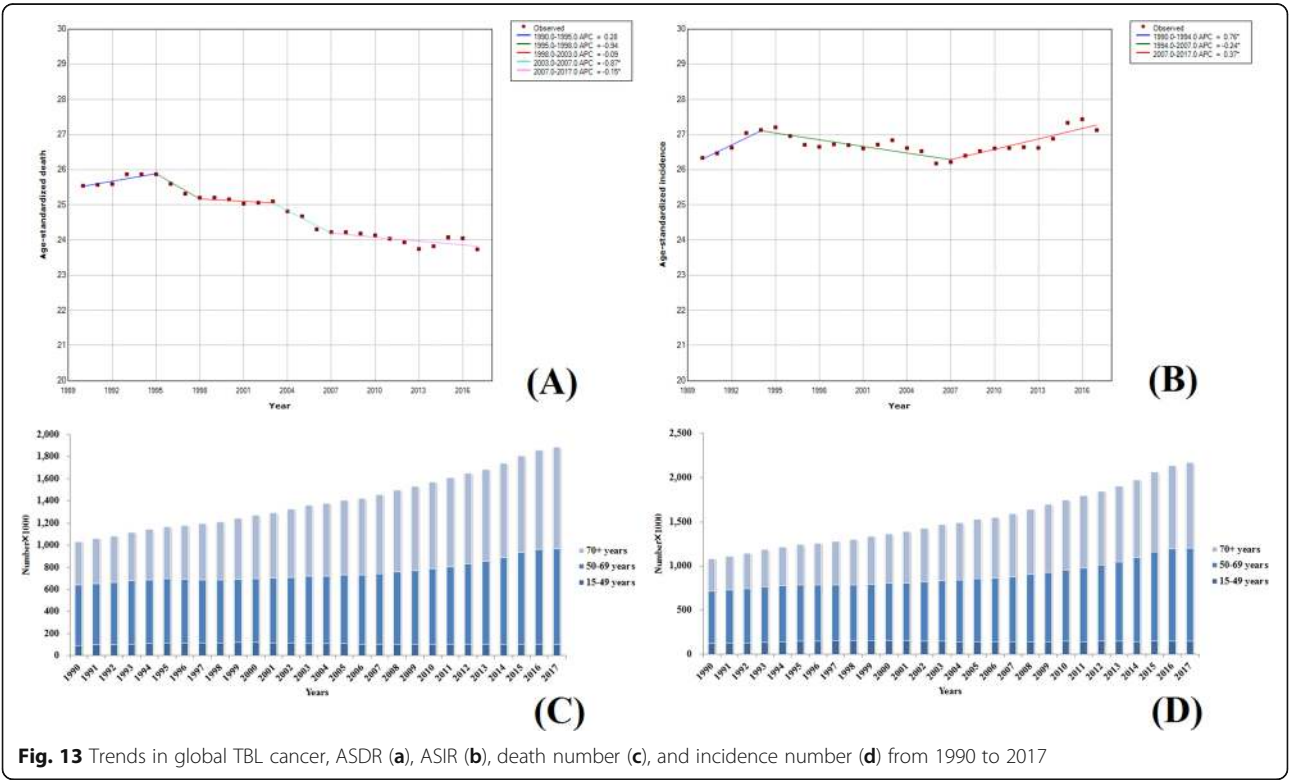 30
29
28
27
26
25
24
23
22
21
20
Age-standardized death
1989 1992 1995 1998 2001 2004 2007 2010 2013 2016
Year
Observed
1990.0-1995.0 APC = 0.28
1995.0-1998.0 APC = -0.94
1998.0-2003.0 APC = -0.09
2003.0-2007.0 APC = -0.87*
2007.0-2017.0 APC = -0.15*
(A)
30
29
28
27
26
25
24
23
22
21
20
Age-standardized incidence
1989 1992 1995 1998 2001 2004 2007 2010 2013 2016
Year
Observed
1990.0-1994.0 APC = 0.76*
1994.0-2007.0 APC = -0.24*
2007.0-2017.0 APC = 0.37*
(B)
2,000
1,800
1,600
1,400
1,200
1,000
800
600
400
200
0
Number×1000
1990 1991 1992 1993 1994 1995 1996 1997 1998 1999 2000 2001 2002 2003 2004 2005 2006 2007 2008 2009 2010 2011 2012 2013 2014 2015 2016 2017
Years
70+ years
50-69 years
15-49 years
(C)
2,500
2,000
1,500
1,000
500
0
Number×1000
1990 1991 1992 1993 1994 1995 1996 1997 1998 1999 2000 2001 2002 2003 2004 2005 2006 2007 2008 2009 2010 2011 2012 2013 2014 2015 2016 2017
Years
70+ years
50-69 years
15-49 years
(D)
Fig. 13 Trends in global TBL cancer, ASDR (a), ASIR (b), death number (c), and incidence number (d) from 1990 to 2017